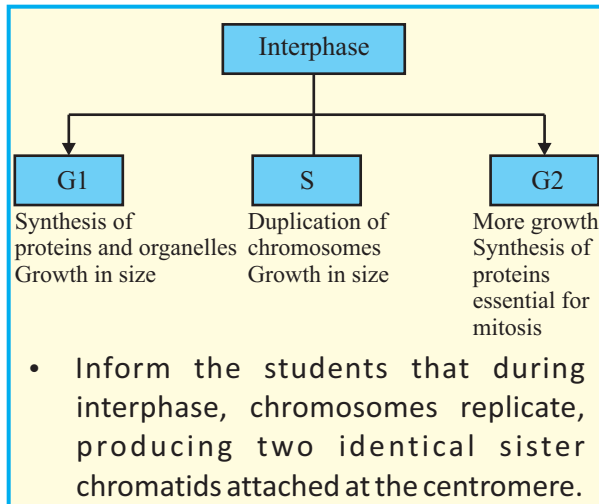 Interphase
G1
Synthesis of
proteins and organelles
Growth in size
S
Duplication of
chromosomes
Growth in size
G2
More growth
Synthesis of
proteins
essential for
mitosis
• Inform the students that during
interphase, chromosomes replicate,
producing two identical sister
chromatids attached at the centromere.